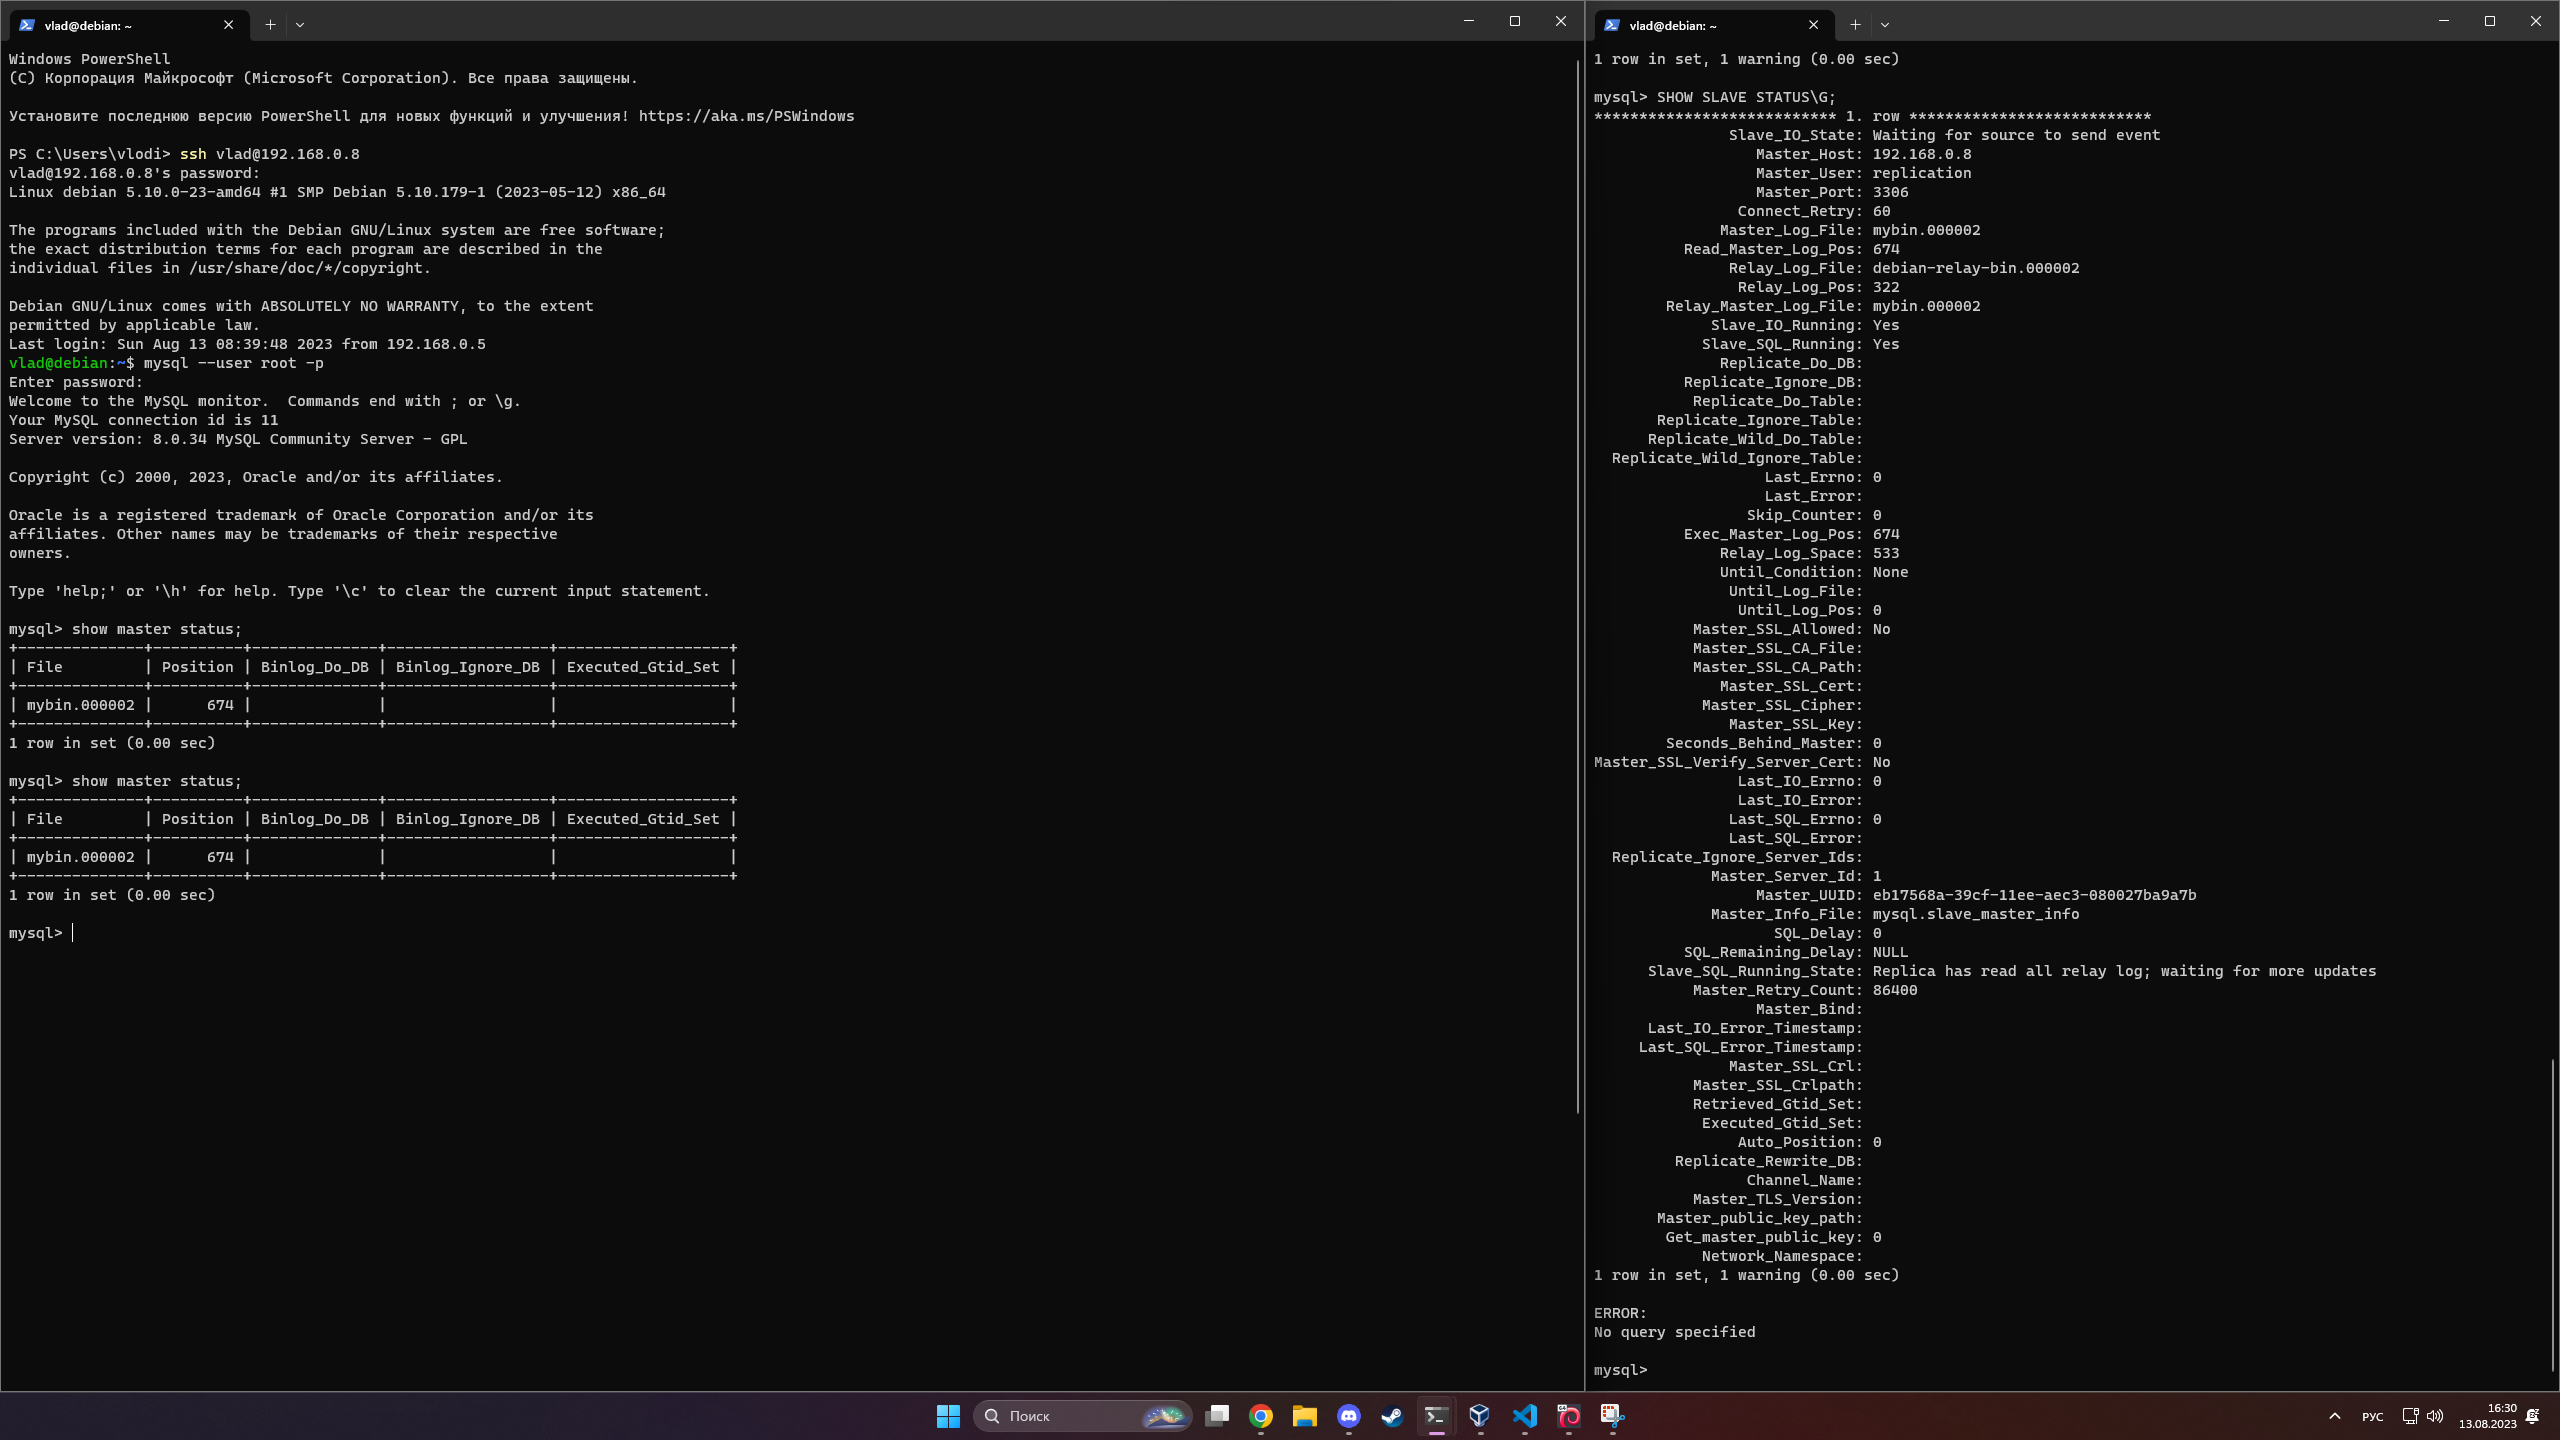 vlad@debian: ~
Windows PowerShell
(C) Корпорация Майкрософт (Microsoft Corporation). Все права защищены.
Установите последнюю версию PowerShell для новых функций и улучшения! https://aka.ms/PSWindows
PS C:\Users\vlodi> ssh vlad@192.168.0.8
vlad@192.168.0.8's password:
Linux debian 5.10.0-23-amd64 #1 SMP Debian 5.10.179-1 (2023-05-12) x86_64
The programs included with the Debian GNU/Linux system are free software;
the exact distribution terms for each program are described in the
individual files in /usr/share/doc/*/copyright.
Debian GNU/Linux comes with ABSOLUTELY NO WARRANTY, to the extent
permitted by applicable law.
Last login: Sun Aug 13 08:39:48 2023 from 192.168.0.5
vlad@debian:~$ mysql --user root -p
Enter password:
Welcome to the MySQL monitor.  Commands end with ; or \g.
Your MySQL connection id is 11
Server version: 8.0.34 MySQL Community Server - GPL
Copyright (c) 2000, 2023, Oracle and/or its affiliates.
Oracle is a registered trademark of Oracle Corporation and/or its
affiliates. Other names may be trademarks of their respective
owners.
Type 'help;' or '\h' for help. Type '\c' to clear the current input statement.
mysql> show master status;
+--------------+----------+--------------+------------------+-------------------+
| File         | Position | Binlog_Do_DB | Binlog_Ignore_DB | Executed_Gtid_Set |
+--------------+----------+--------------+------------------+-------------------+
| mybin.000002 |      674 |              |                  |                   |
+--------------+----------+--------------+------------------+-------------------+
1 row in set (0.00 sec)
mysql> show master status;
+--------------+----------+--------------+------------------+-------------------+
| File         | Position | Binlog_Do_DB | Binlog_Ignore_DB | Executed_Gtid_Set |
+--------------+----------+--------------+------------------+-------------------+
| mybin.000002 |      674 |              |                  |                   |
+--------------+----------+--------------+------------------+-------------------+
1 row in set (0.00 sec)
mysql>
vlad@debian: ~
1 row in set, 1 warning (0.00 sec)
mysql> SHOW SLAVE STATUS\G;
*************************** 1. row ***************************
Slave_IO_State: Waiting for source to send event
Master_Host: 192.168.0.8
Master_User: replication
Master_Port: 3306
Connect_Retry: 60
Master_Log_File: mybin.000002
Read_Master_Log_Pos: 674
Relay_Log_File: debian-relay-bin.000002
Relay_Log_Pos: 322
Relay_Master_Log_File: mybin.000002
Slave_IO_Running: Yes
Slave_SQL_Running: Yes
Replicate_Do_DB:
Replicate_Ignore_DB:
Replicate_Do_Table:
Replicate_Ignore_Table:
Replicate_Wild_Do_Table:
Replicate_Wild_Ignore_Table:
Last_Errno: 0
Last_Error:
Skip_Counter: 0
Exec_Master_Log_Pos: 674
Relay_Log_Space: 533
Until_Condition: None
Until_Log_File:
Until_Log_Pos: 0
Master_SSL_Allowed: No
Master_SSL_CA_File:
Master_SSL_CA_Path:
Master_SSL_Cert:
Master_SSL_Cipher:
Master_SSL_Key:
Seconds_Behind_Master: 0
Master_SSL_Verify_Server_Cert: No
Last_IO_Errno: 0
Last_IO_Error:
Last_SQL_Errno: 0
Last_SQL_Error:
Replicate_Ignore_Server_Ids:
Master_Server_Id: 1
Master_UUID: eb17568a-39cf-11ee-aec3-080027ba9a7b
Master_Info_File: mysql.slave_master_info
SQL_Delay: 0
SQL_Remaining_Delay: NULL
Slave_SQL_Running_State: Replica has read all relay log; waiting for more updates
Master_Retry_Count: 86400
Master_Bind:
Last_IO_Error_Timestamp:
Last_SQL_Error_Timestamp:
Master_SSL_Crl:
Master_SSL_Crlpath:
Retrieved_Gtid_Set:
Executed_Gtid_Set:
Auto_Position: 0
Replicate_Rewrite_DB:
Channel_Name:
Master_TLS_Version:
Master_public_key_path:
Get_master_public_key: 0
Network_Namespace:
1 row in set, 1 warning (0.00 sec)
ERROR:
No query specified
mysql>
Поиск
РУС
16:30
13.08.2023